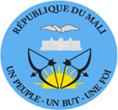 RÉPUBLIQUE DU MALI
UN PEUPLE - UN BUT - UNE FOI